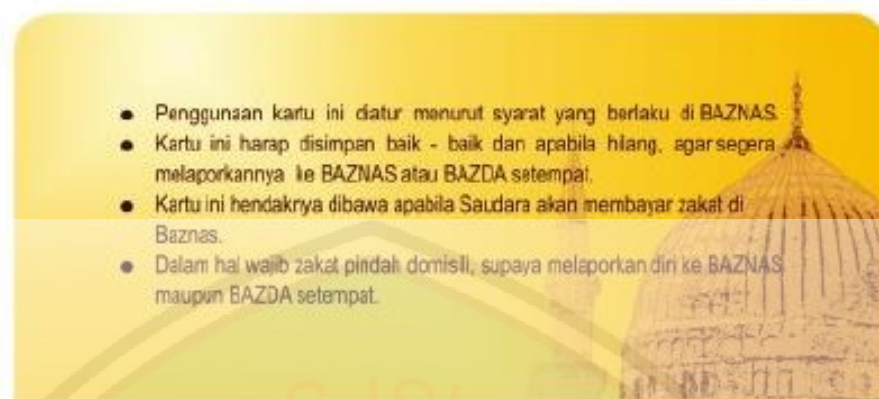 ● Penggunaan kartu ini diatur menurut syarat yang berlaku di BAZNAS.
● Kartu ini harap disimpan baik - baik dan apabila hilang, agar segera
melaporkannya ke BAZNAS atau BAZDA setempat.
● Kartu ini hendaknya dibawa apabila Saudara akan membayar zakat di
Baznas.
● Dalam hal wajib zakat pindah domisili, supaya melaporkan diri ke BAZNAS
maupun BAZDA setempat.